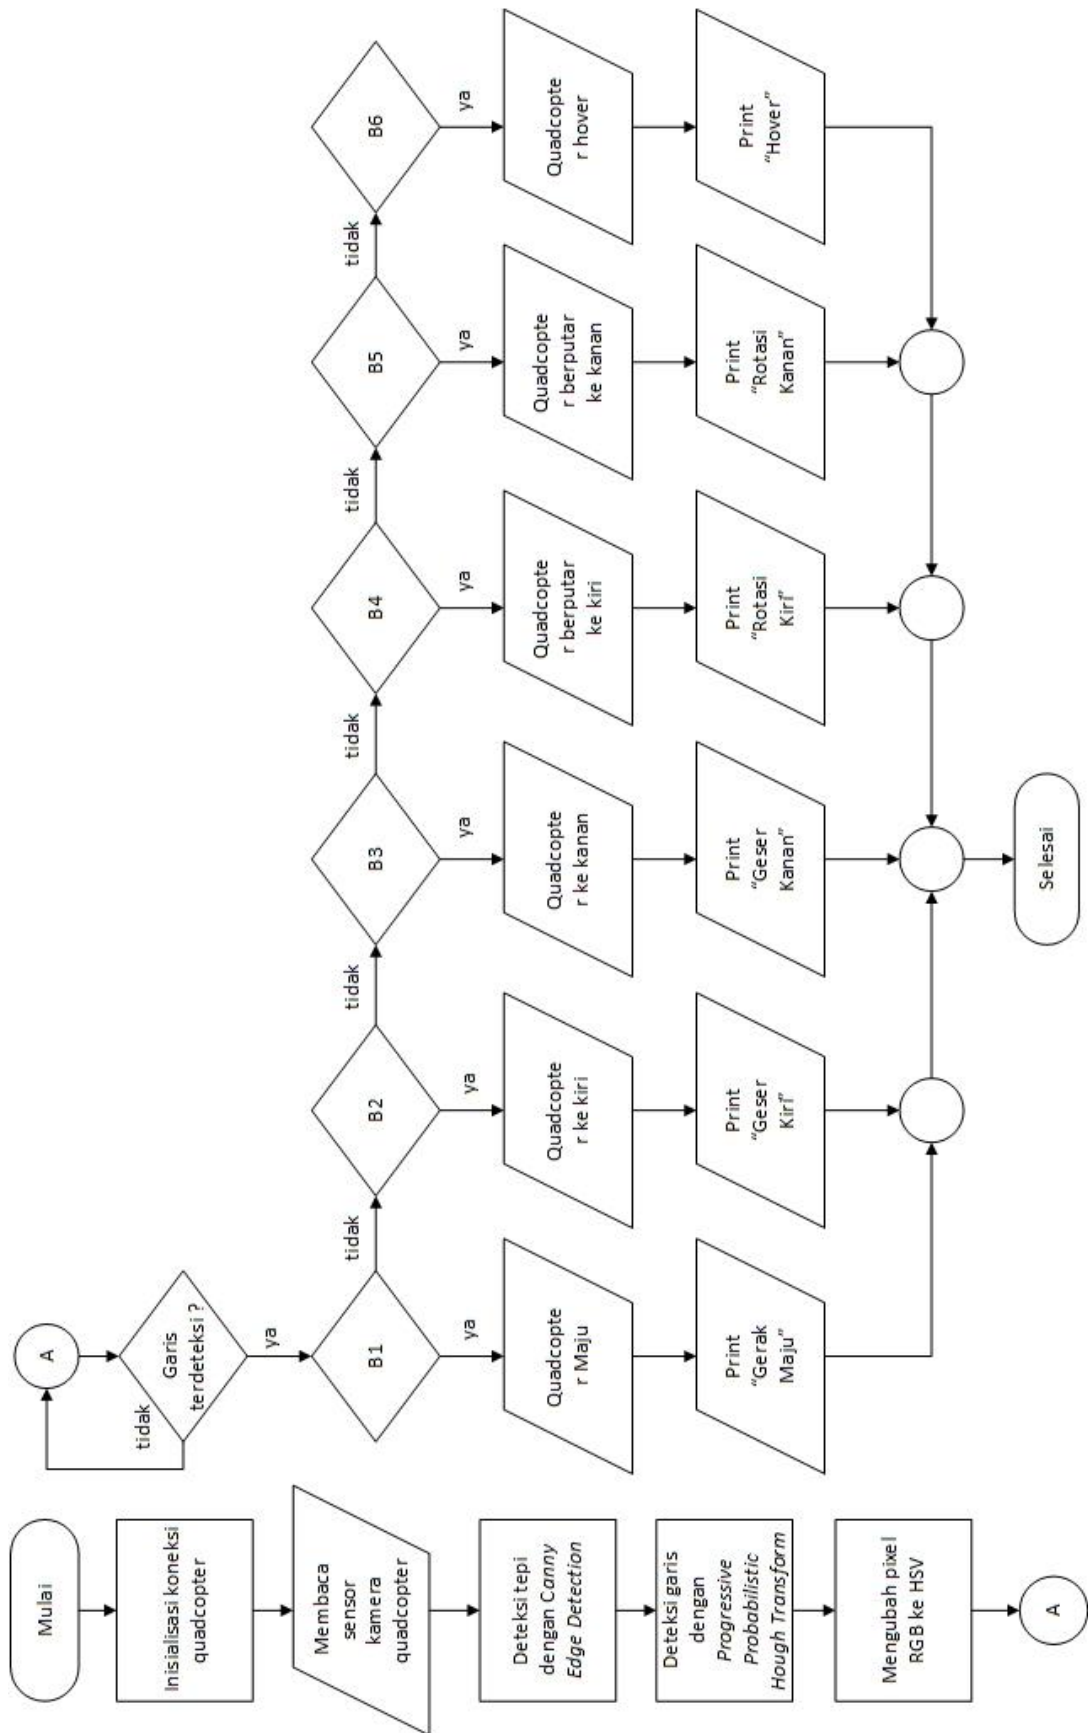 Mulai
Inisialisasi koneksi
quadcopter
Membaca
sensor
kamera
quadcopter
Deteksi tepi
dengan Canny
Edge Detection
Deteksi garis
dengan
Progressive
Probabilistic
Hough Transform
Mengubah pixel
RGB ke HSV
A
A
Garis
terdeteksi ?
tidak
ya
B1
tidak
B2
tidak
B3
tidak
B4
tidak
B5
tidak
B6
ya
ya
ya
ya
ya
ya
Quadcopte
r Maju
Quadcopte
r ke kiri
Quadcopte
r ke kanan
Quadcopte
r berputar
ke kiri
Quadcopte
r berputar
ke kanan
Quadcopte
r hover
Print
“Gerak
Maju”
Print
“Geser
Kiri”
Print
“Geser
Kanan”
Print
“Rotasi
Kiri”
Print
“Rotasi
Kanan”
Print
“Hover”
Selesai